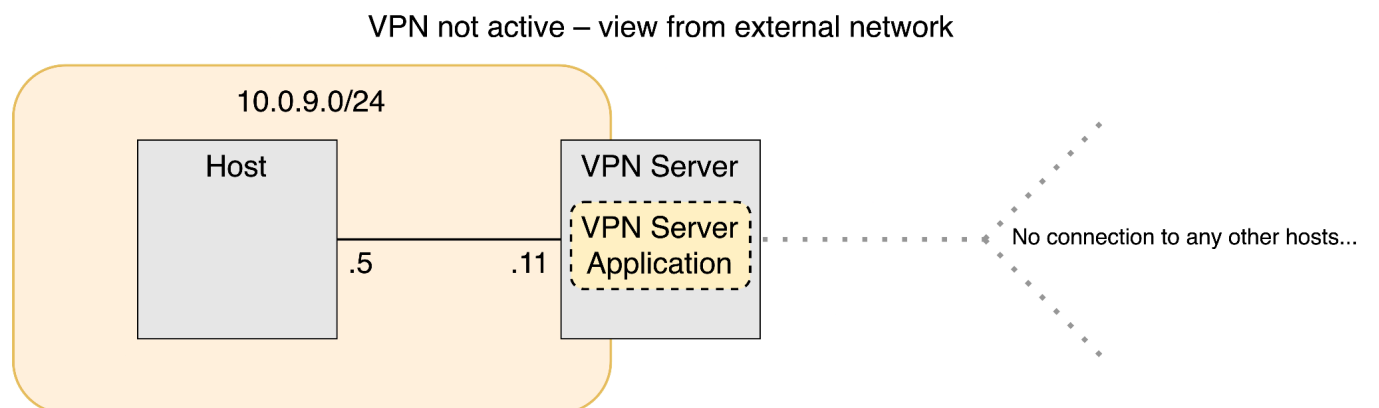 VPN not active – view from external network
10.0.9.0/24
Host
VPN Server
VPN Server
Application
.5
.11
No connection to any other hosts...